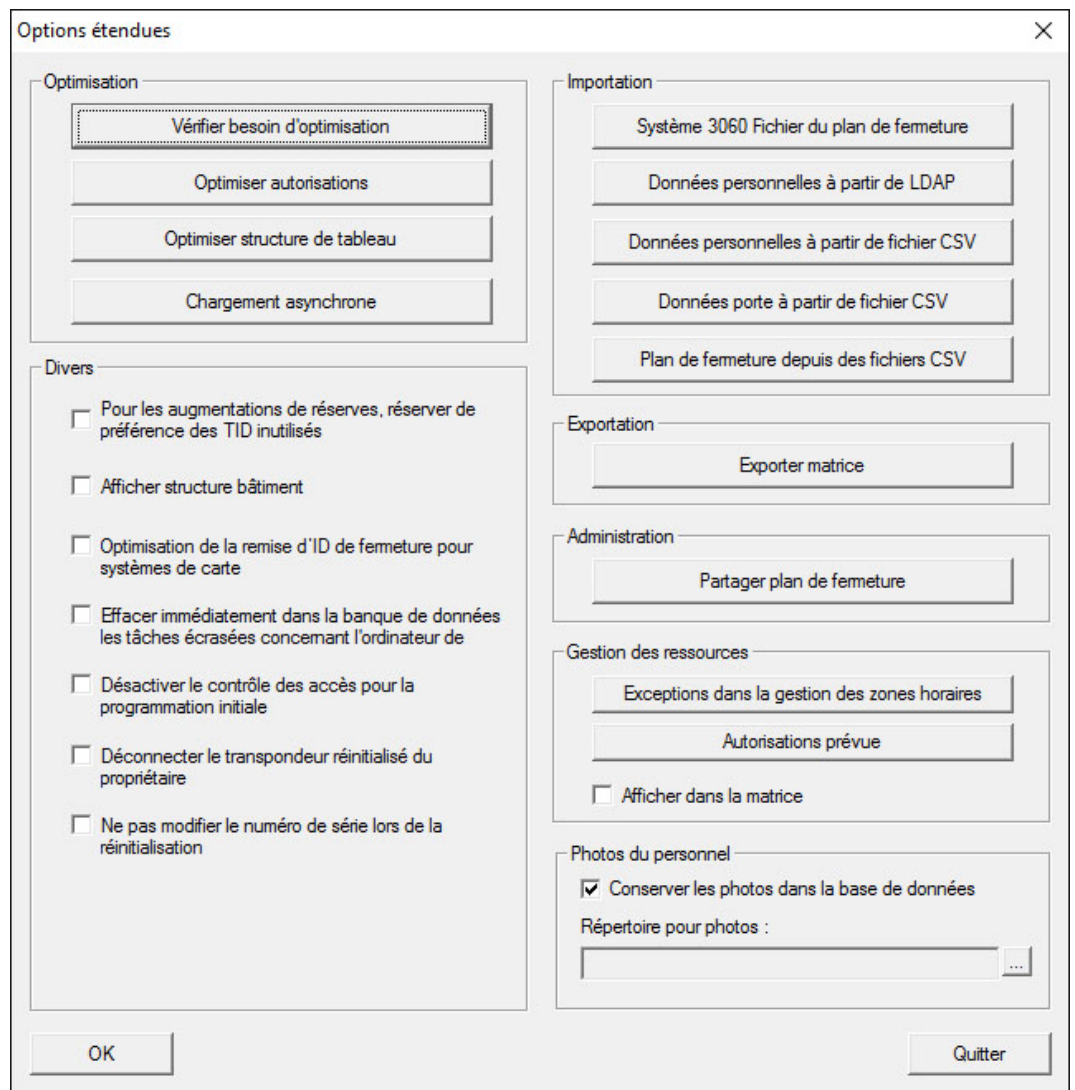 Options étendues
Optimisation
Vérifier besoin d'optimisation
Optimiser autorisations
Optimiser structure de tableau
Chargement asynchrone
Divers
Pour les augmentations de réserves, réserver de
préférence des TID inutilisés
Afficher structure bâtiment
Optimisation de la remise d'ID de fermeture pour
systèmes de carte
Effacer immédiatement dans la banque de données
les tâches écrasées concernant l'ordinateur de
Désactiver le contrôle des accès pour la
programmation initiale
Déconnecter le transpondeur réinitialisé du
propriétaire
Ne pas modifier le numéro de série lors de la
réinitialisation
Importation
Système 3060 Fichier du plan de fermeture
Données personnelles à partir de LDAP
Données personnelles à partir de fichier CSV
Données porte à partir de fichier CSV
Plan de fermeture depuis des fichiers CSV
Exportation
Exporter matrice
Administration
Partager plan de fermeture
Gestion des ressources
Exceptions dans la gestion des zones horaires
Autorisations prévue
Afficher dans la matrice
Photos du personnel
Conserver les photos dans la base de données
Répertoire pour photos :
...
OK
Quitter